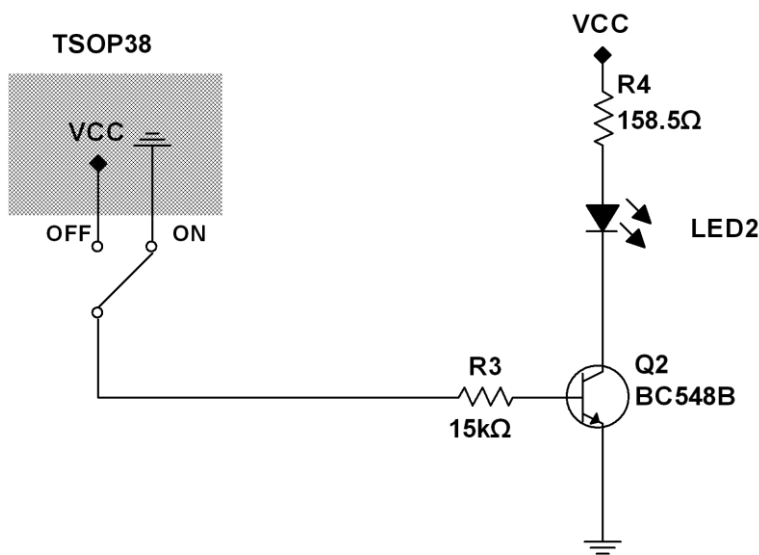 TSOP38
VCC
OFF
ON
VCC
R4
158.5Ω
LED2
R3
15kΩ
Q2
BC548B